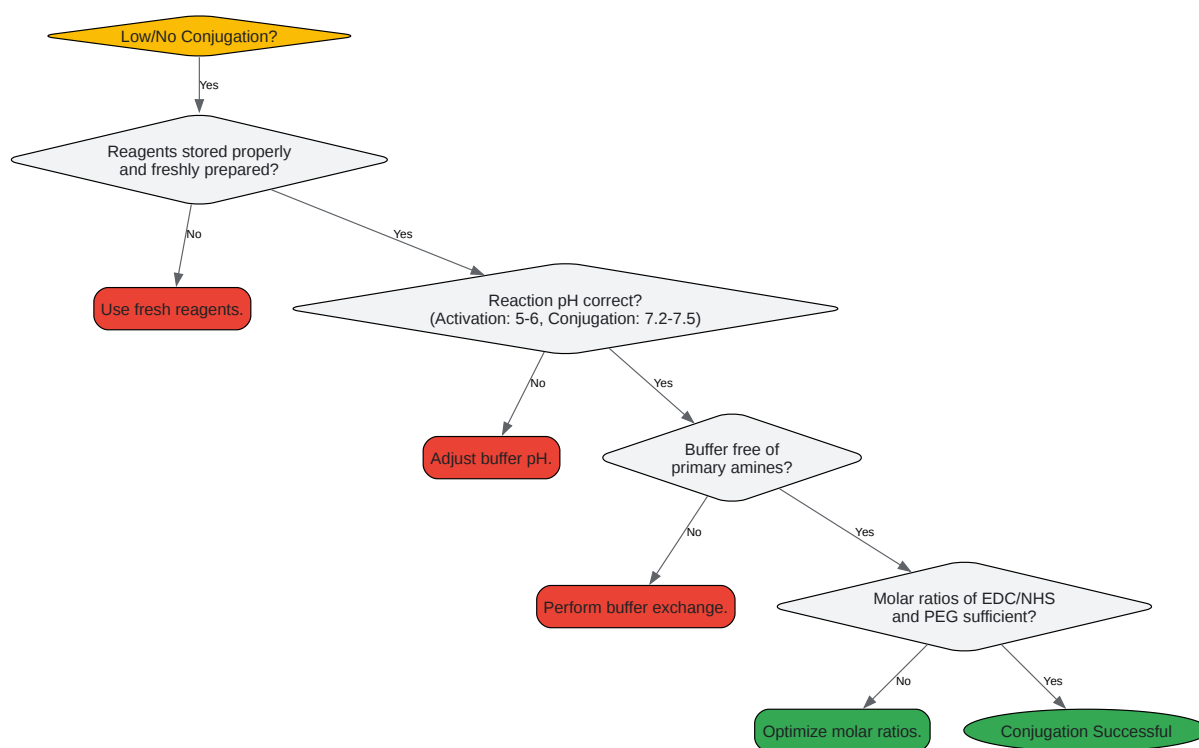 Low/No Conjugation?
Yes
Reagents stored properly
and freshly prepared?
No
Yes
Use fresh reagents.
Reaction pH correct?
(Activation: 5-6, Conjugation: 7.2-7.5)
No
Yes
Adjust buffer pH.
Buffer free of
primary amines?
No
Yes
Perform buffer exchange.
Molar ratios of EDC/NHS
and PEG sufficient?
No
Yes
Optimize molar ratios.
Conjugation Successful